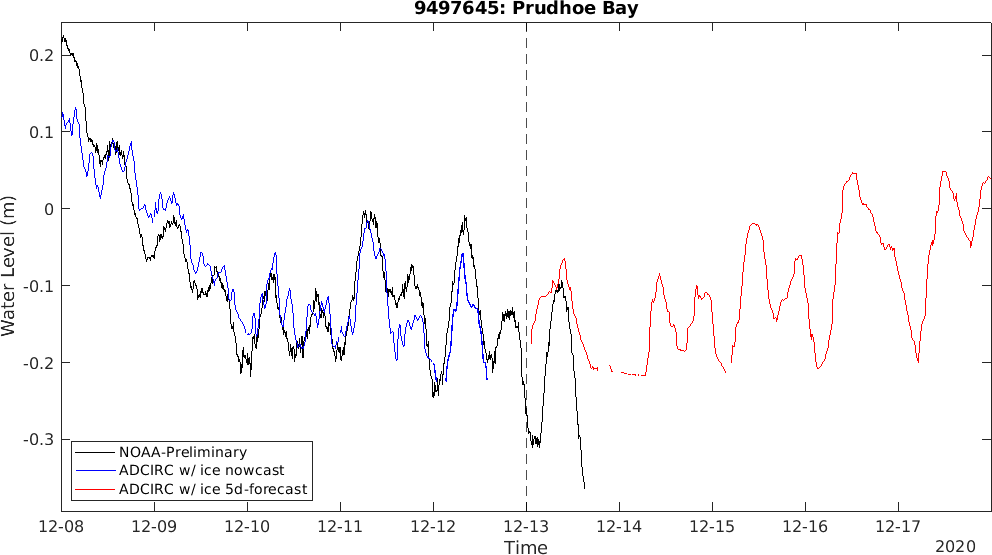 9497645: Prudhoe Bay
Water Level (m)
0.2
0.1
0
-0.1
-0.2
-0.3
NOAA-Preliminary
ADCIRC w/ ice nowcast
ADCIRC w/ ice 5d-forecast
12-08 12-09 12-10 12-11 12-12 12-13 12-14 12-15 12-16 12-17
Time
2020